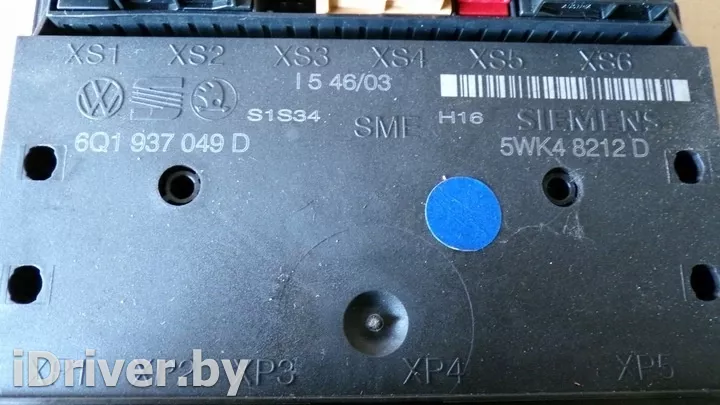 XS1 XS2 XS3 XS4 XS5 XS6
I 5 46/03
S1S34 SME H16 SIEMENS
6Q1 937 049 D 5WK4 8212 D
XP2 XP3 XP4 XP5
iDriver.by